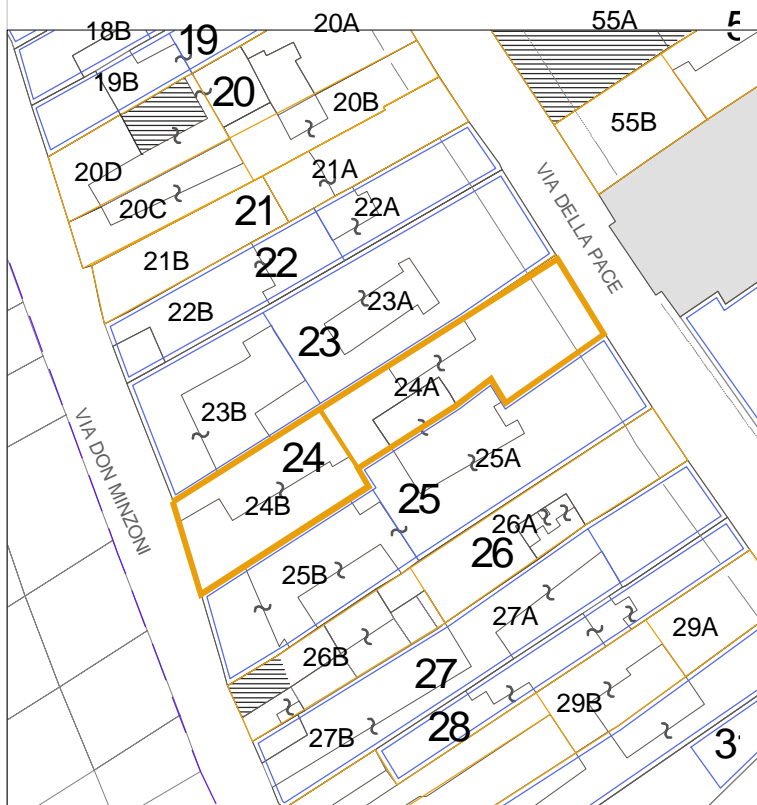 18B
19
20A
55A
19B
20
20B
55B
20D
21A
20C
21
22A
VIA DELLA PACE
21B
22
22B
23A
23
24A
23B
24
25A
24B
25
VIA DON MINZONI
26A
26
25B
27A
26B
29A
27
29B
28
27B